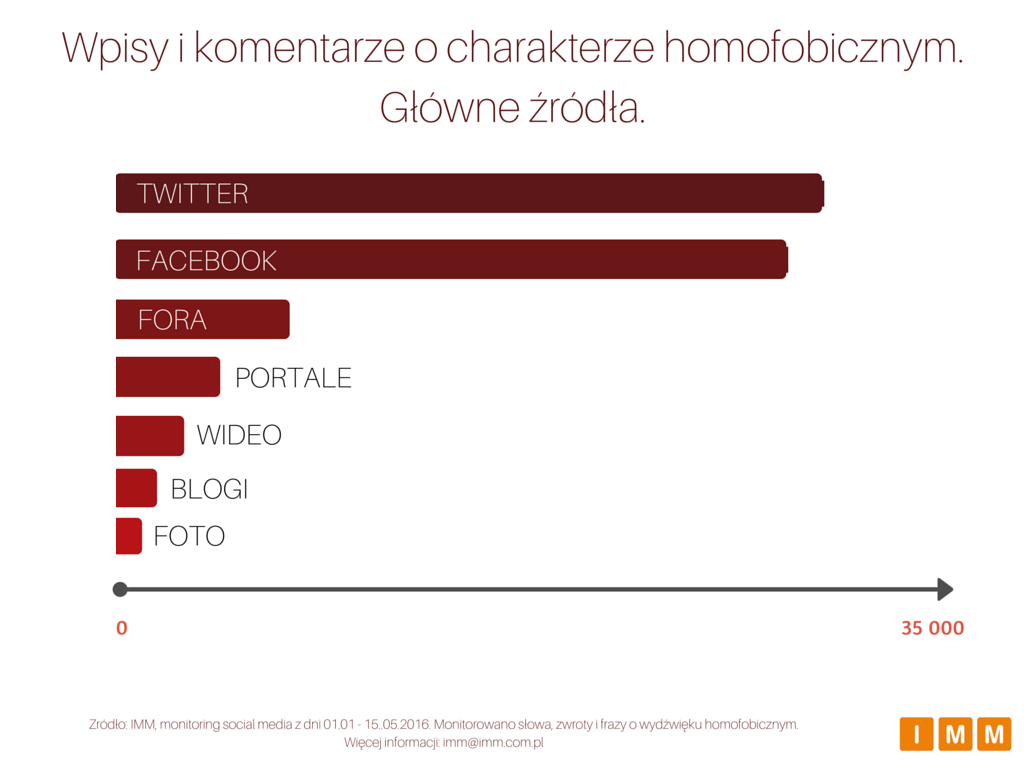 Wpisy i komentarze o charakterze homofobicznym.
Główne źródła.
TWITTER
FACEBOOK
FORA
PORTALE
WIDEO
BLOGI
FOTO
0
35 000
Zródło: IMM, monitoring social media z dni 01.01 - 15..05.2016. Monitorowano słowa, zwroty i frazy o wydźwięku homofobicznym.
Więcej informacji: imm@imm.com.pl
IMM